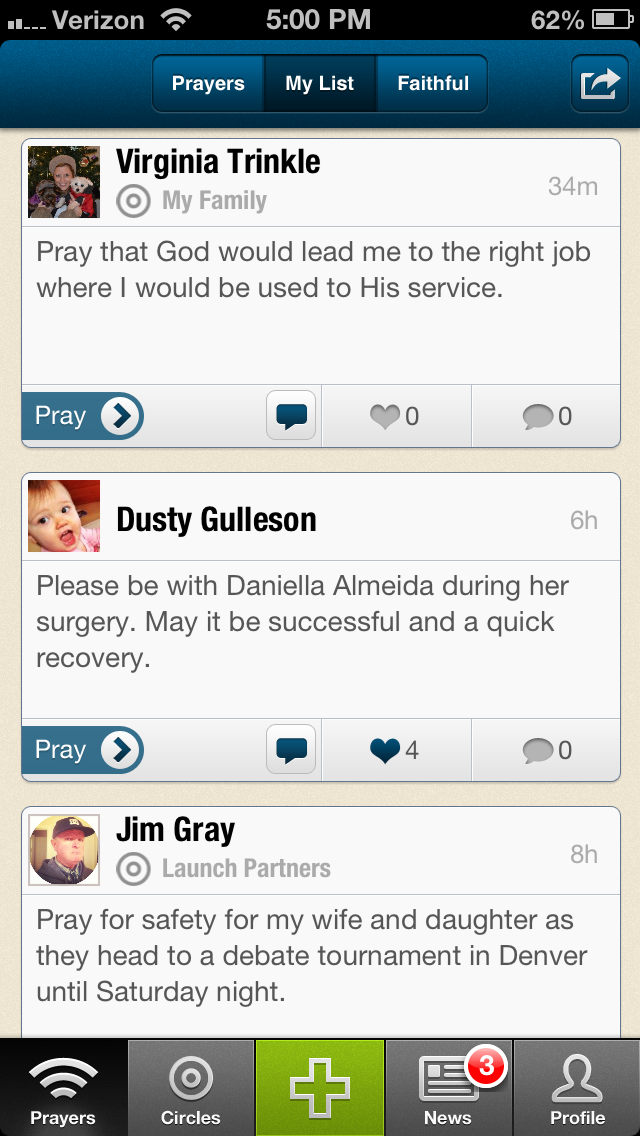 Verizon 5:00 PM 62%
Prayers My List Faithful
Virginia Trinkle
My Family
34m
Pray that God would lead me to the right job
where I would be used to His service.
Pray 0 0
Dusty Gulleson
6h
Please be with Daniella Almeida during her
surgery. May it be successful and a quick
recovery.
Pray 4 0
Jim Gray
Launch Partners
8h
Pray for safety for my wife and daughter as
they head to a debate tournament in Denver
until Saturday night.
3
Prayers Circles News Profile